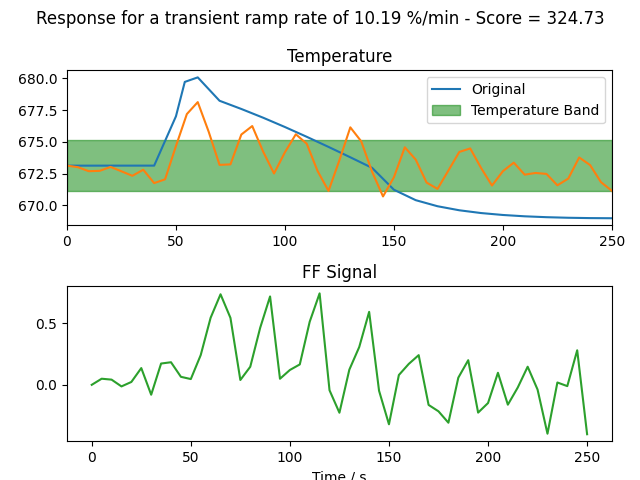 Response for a transient ramp rate of 10.19 %/min - Score = 324.73
Temperature
680.0
677.5
675.0
672.5
670.0
Original
Temperature Band
0 50 100 150 200 250
FF Signal
0.5
0.0
0 50 100 150 200 250
Time / s